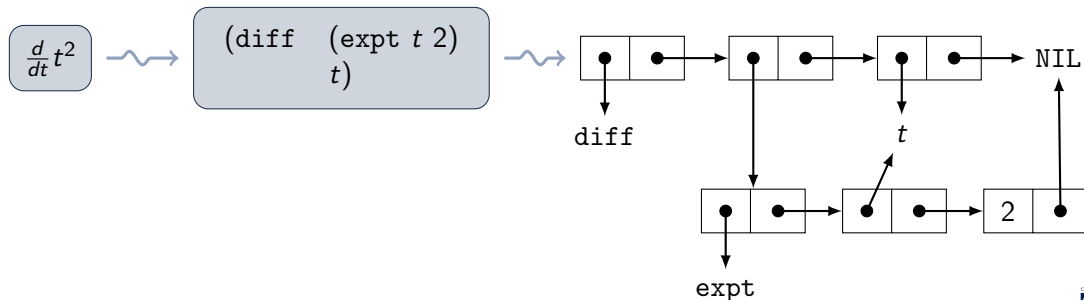 d/dt t²
(diff (expt t 2)
t)
NIL
diff
t
2
expt